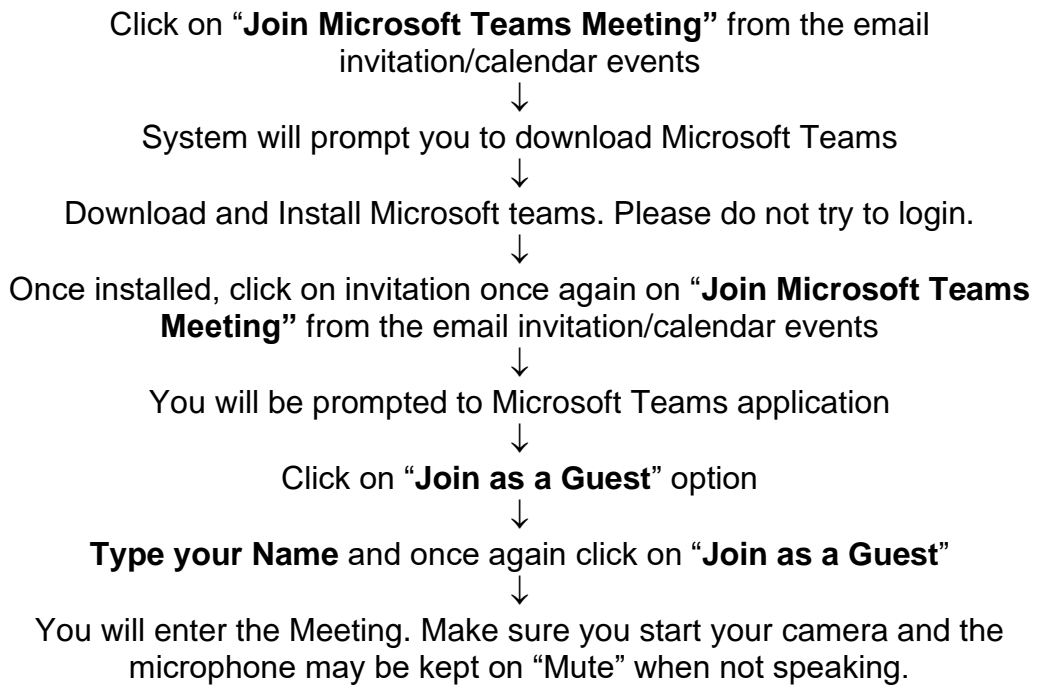 Click on “Join Microsoft Teams Meeting” from the email
invitation/calendar events
↓
System will prompt you to download Microsoft Teams
↓
Download and Install Microsoft teams. Please do not try to login.
↓
Once installed, click on invitation once again on “Join Microsoft Teams
Meeting” from the email invitation/calendar events
↓
You will be prompted to Microsoft Teams application
↓
Click on “Join as a Guest” option
↓
Type your Name and once again click on “Join as a Guest”
↓
You will enter the Meeting. Make sure you start your camera and the
microphone may be kept on “Mute” when not speaking.